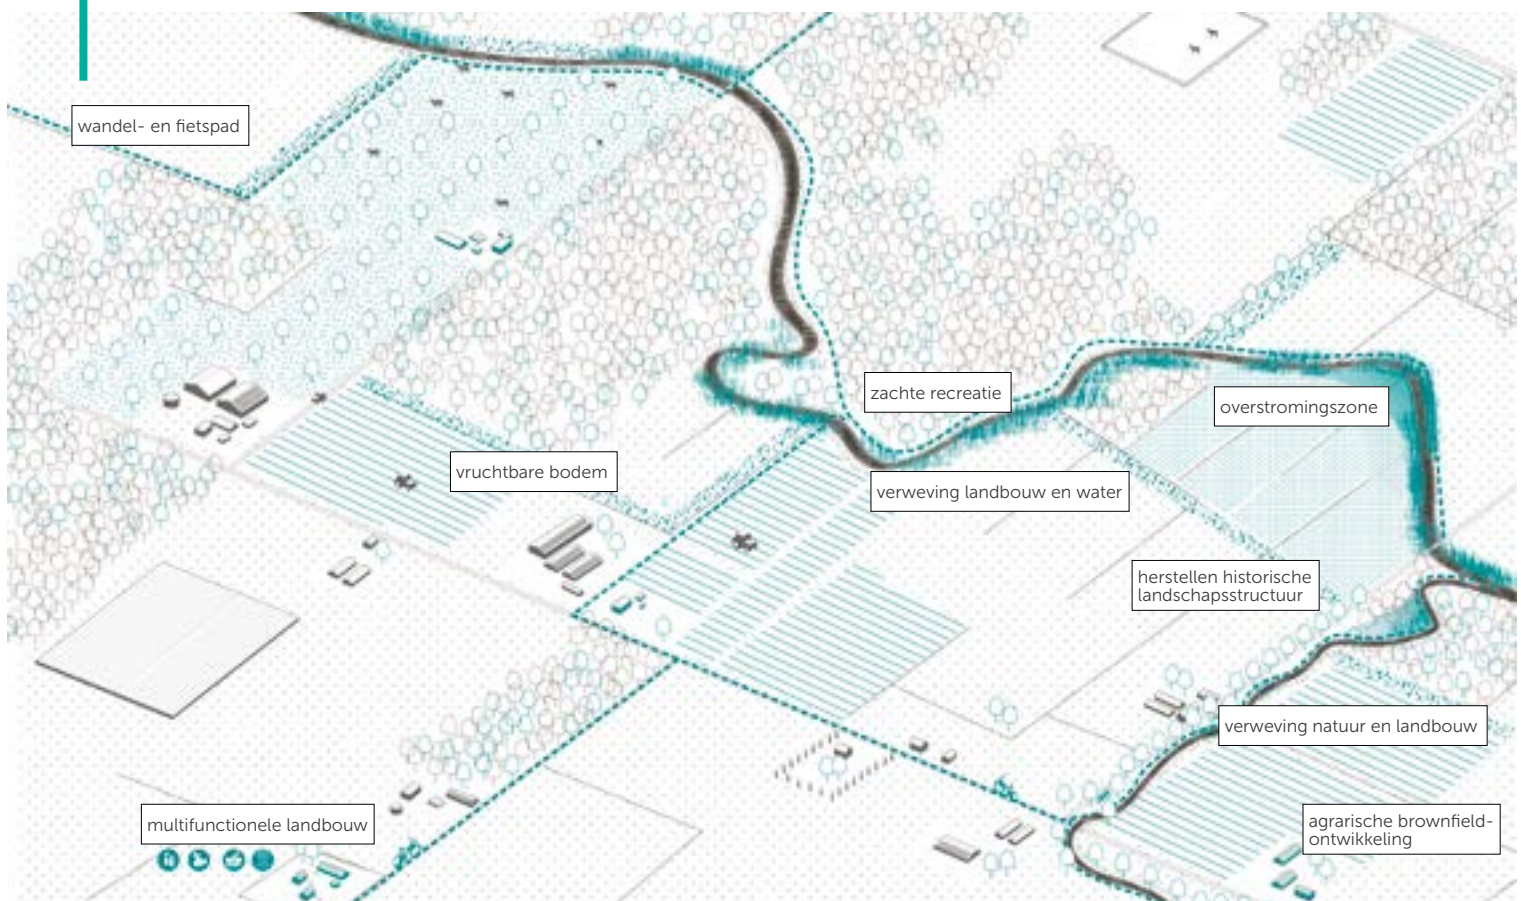 wandel- en fietspad
zachte recreatie
overstromingszone
vruchtbare bodem
verweving landbouw en water
herstellen historische
landschapsstructuur
verweving natuur en landbouw
multifunctionele landbouw
agrarische brownfield-
ontwikkeling